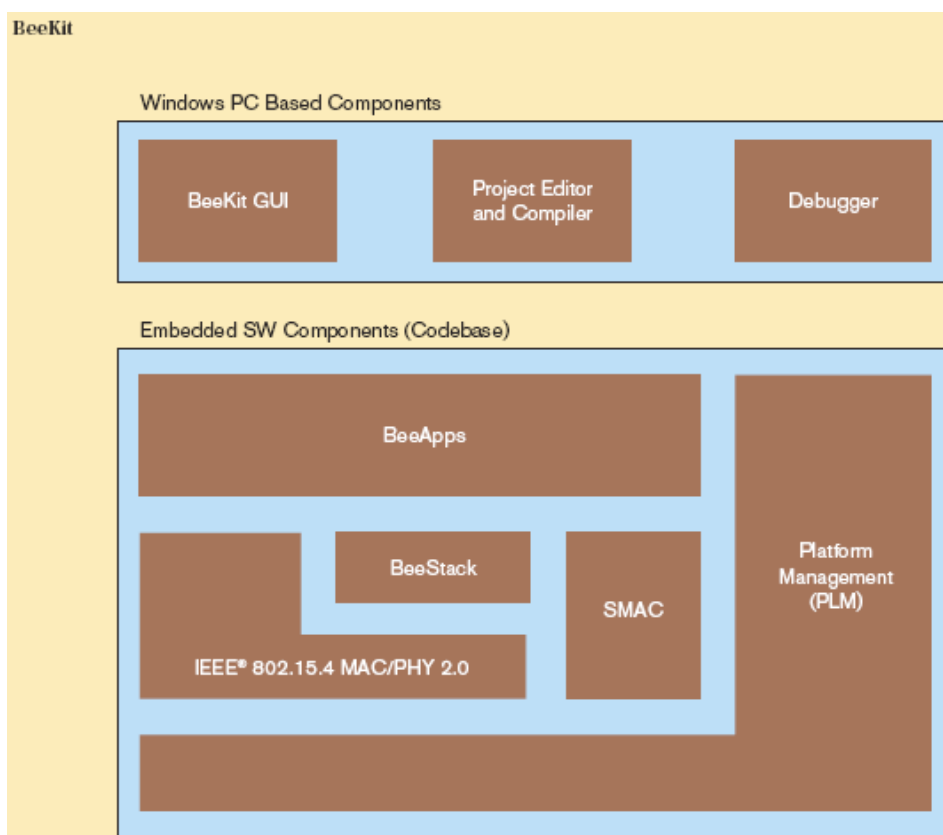 BeeKit
Windows PC Based Components
BeeKit GUI
Project Editor
and Compiler
Debugger
Embedded SW Components (Codebase)
BeeApps
Platform
Management
(PLM)
BeeStack
SMAC
IEEE® 802.15.4 MAC/PHY 2.0